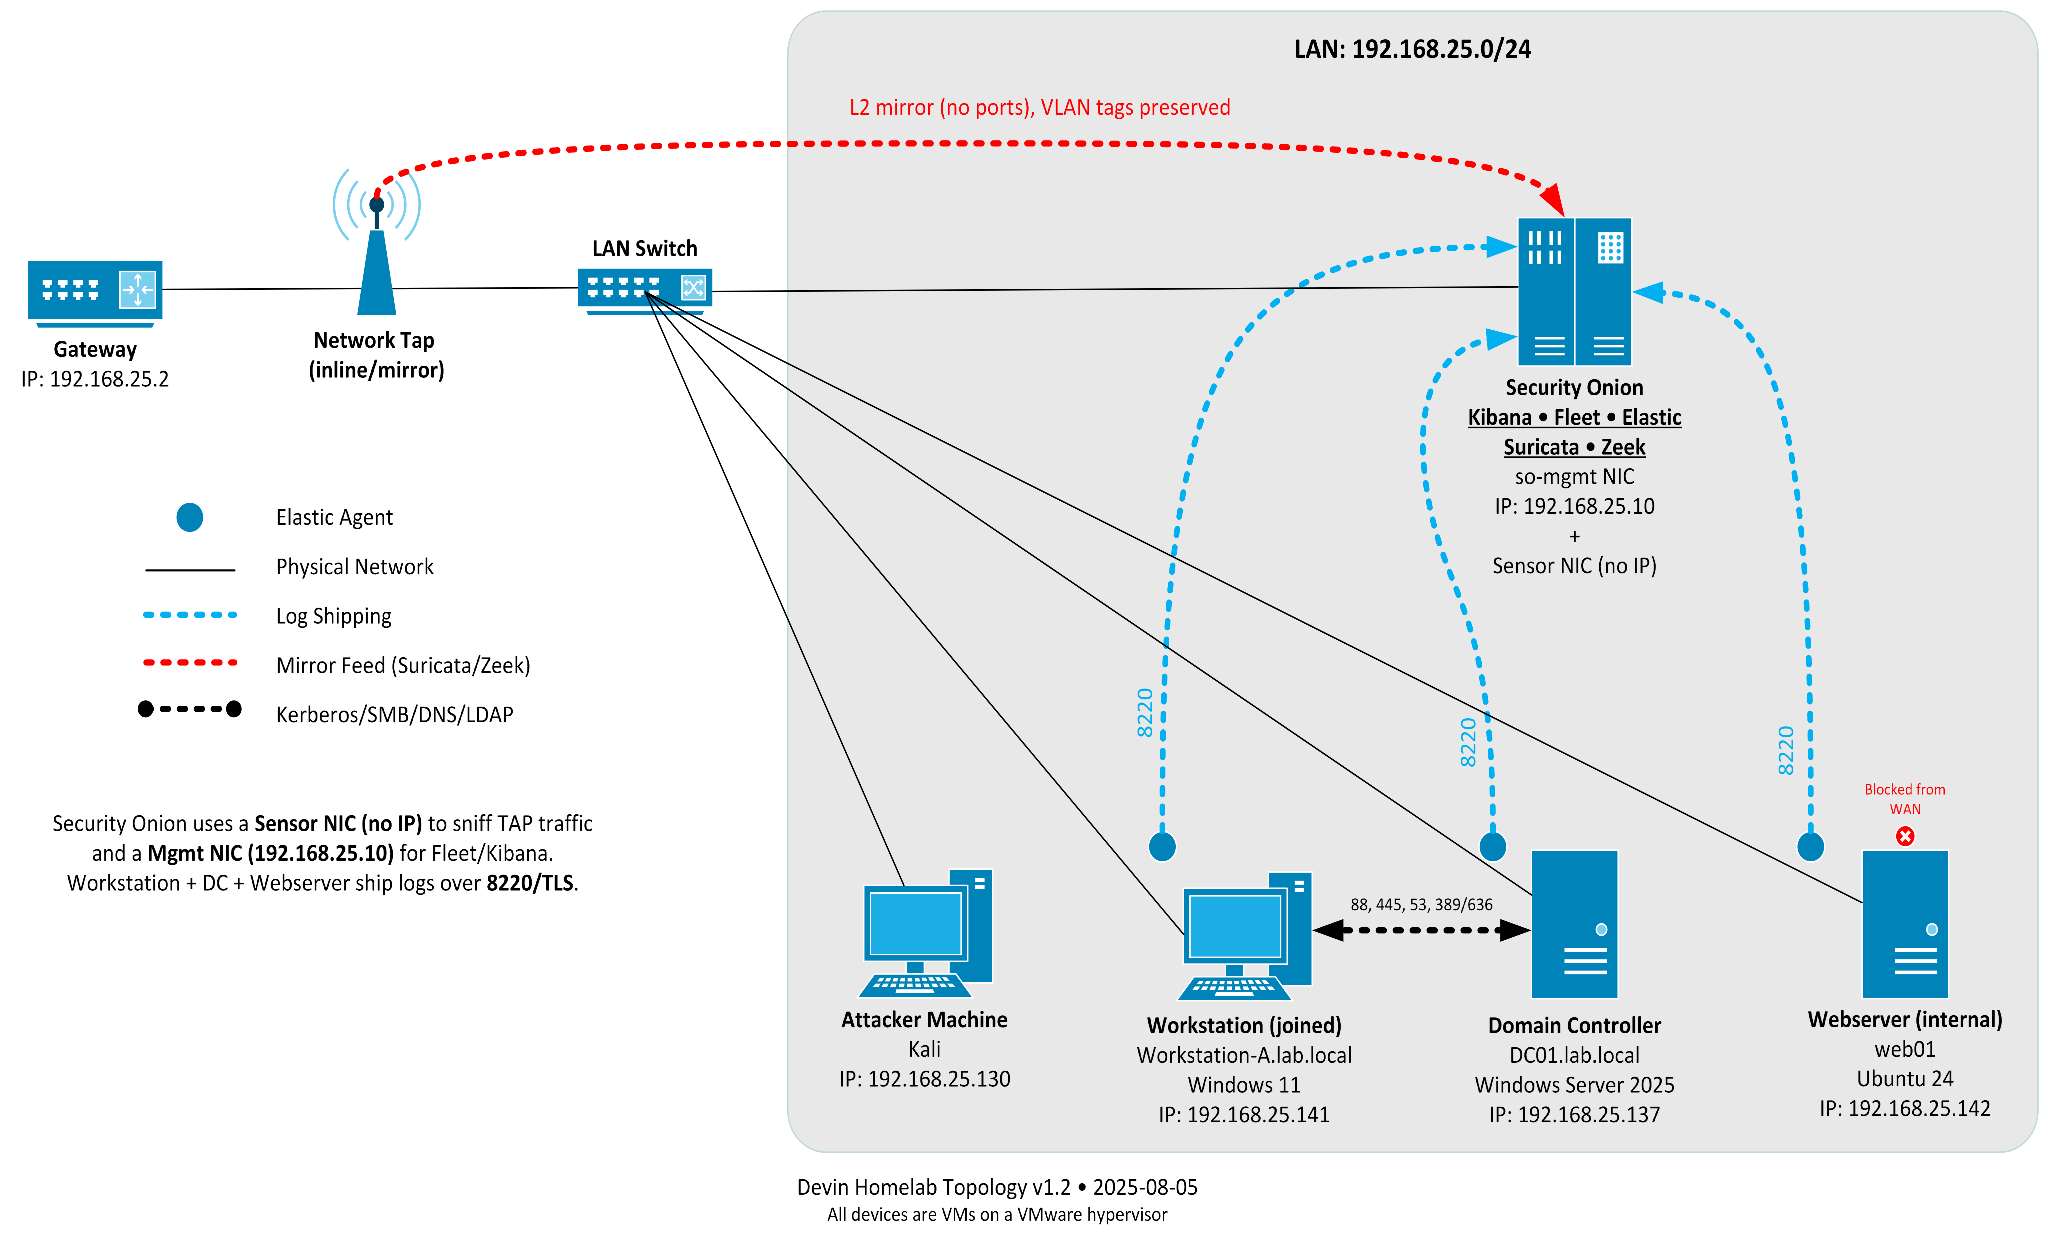 LAN: 192.168.25.0/24
L2 mirror (no ports), VLAN tags preserved
LAN Switch
Gateway
IP: 192.168.25.2
Network Tap
(inline/mirror)
Security Onion
Kibana • Fleet • Elastic
Suricata • Zeek
so-mgmt NIC
IP: 192.168.25.10
+
Sensor NIC (no IP)
Elastic Agent
Physical Network
Log Shipping
Mirror Feed (Suricata/Zeek)
Kerberos/SMB/DNS/LDAP
Security Onion uses a Sensor NIC (no IP) to sniff TAP traffic
and a Mgmt NIC (192.168.25.10) for Fleet/Kibana.
Workstation + DC + Webserver ship logs over 8220/TLS.
8220
8220
8220
Blocked from
WAN
88, 445, 53, 389/636
Attacker Machine
Kali
IP: 192.168.25.130
Workstation (joined)
Workstation-A.lab.local
Windows 11
IP: 192.168.25.141
Domain Controller
DC01.lab.local
Windows Server 2025
IP: 192.168.25.137
Webserver (internal)
web01
Ubuntu 24
IP: 192.168.25.142
Devin Homelab Topology v1.2 • 2025-08-05
All devices are VMs on a VMware hypervisor